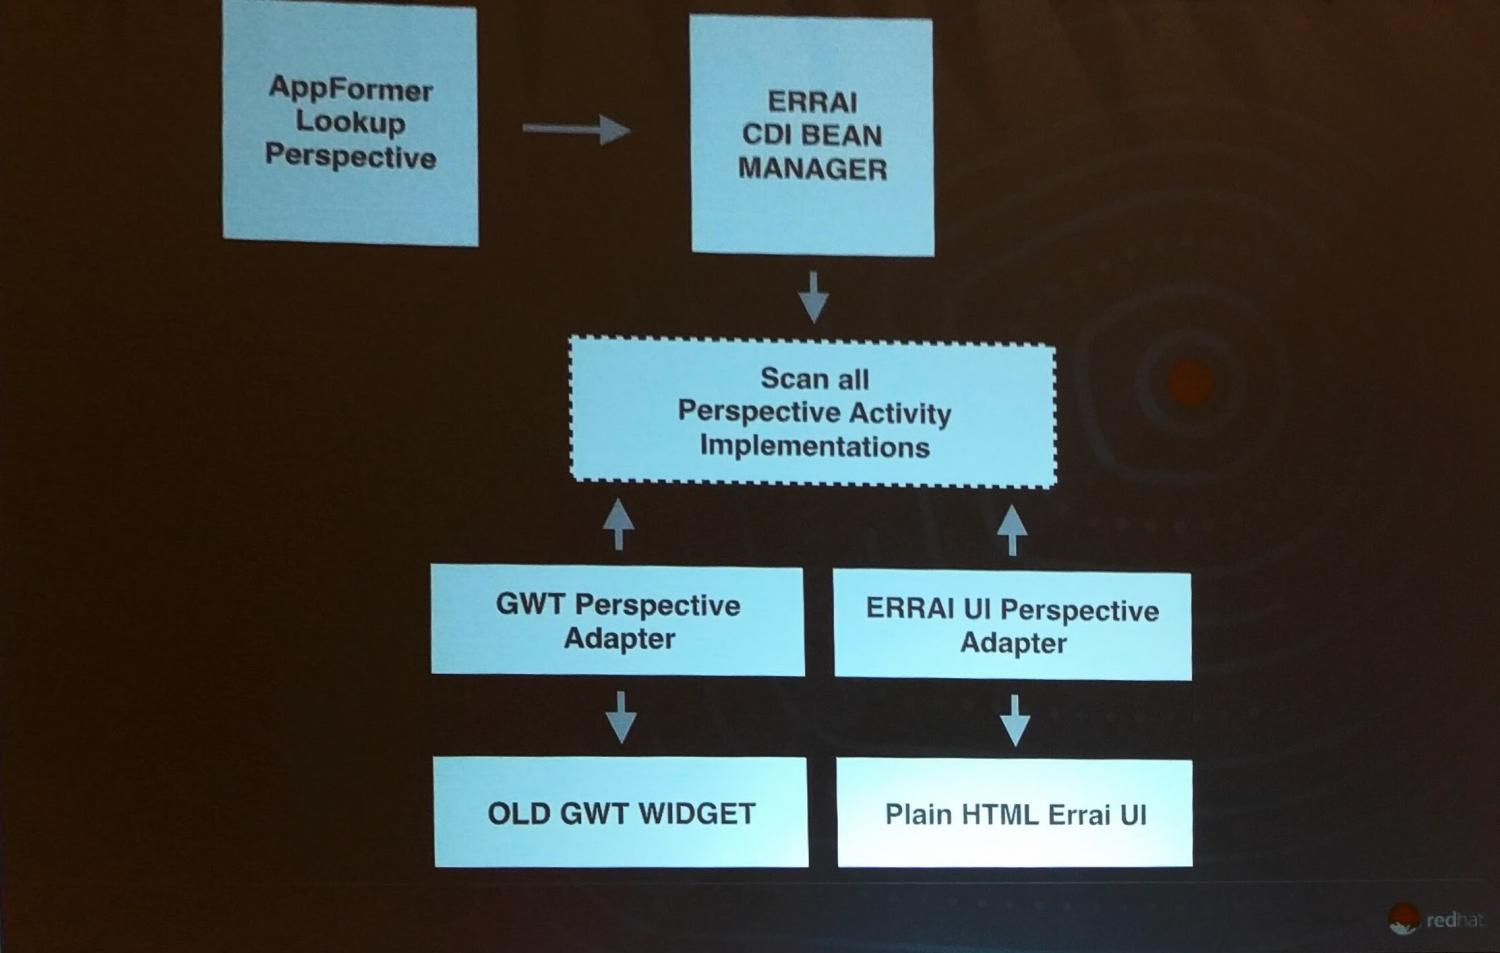 AppFormer
Lookup
Perspective
ERRAI
CDI BEAN
MANAGER
Scan all
Perspective Activity
Implementations
GWT Perspective
Adapter
ERRAI UI Perspective
Adapter
OLD GWT WIDGET
Plain HTML Errai UI
redhat